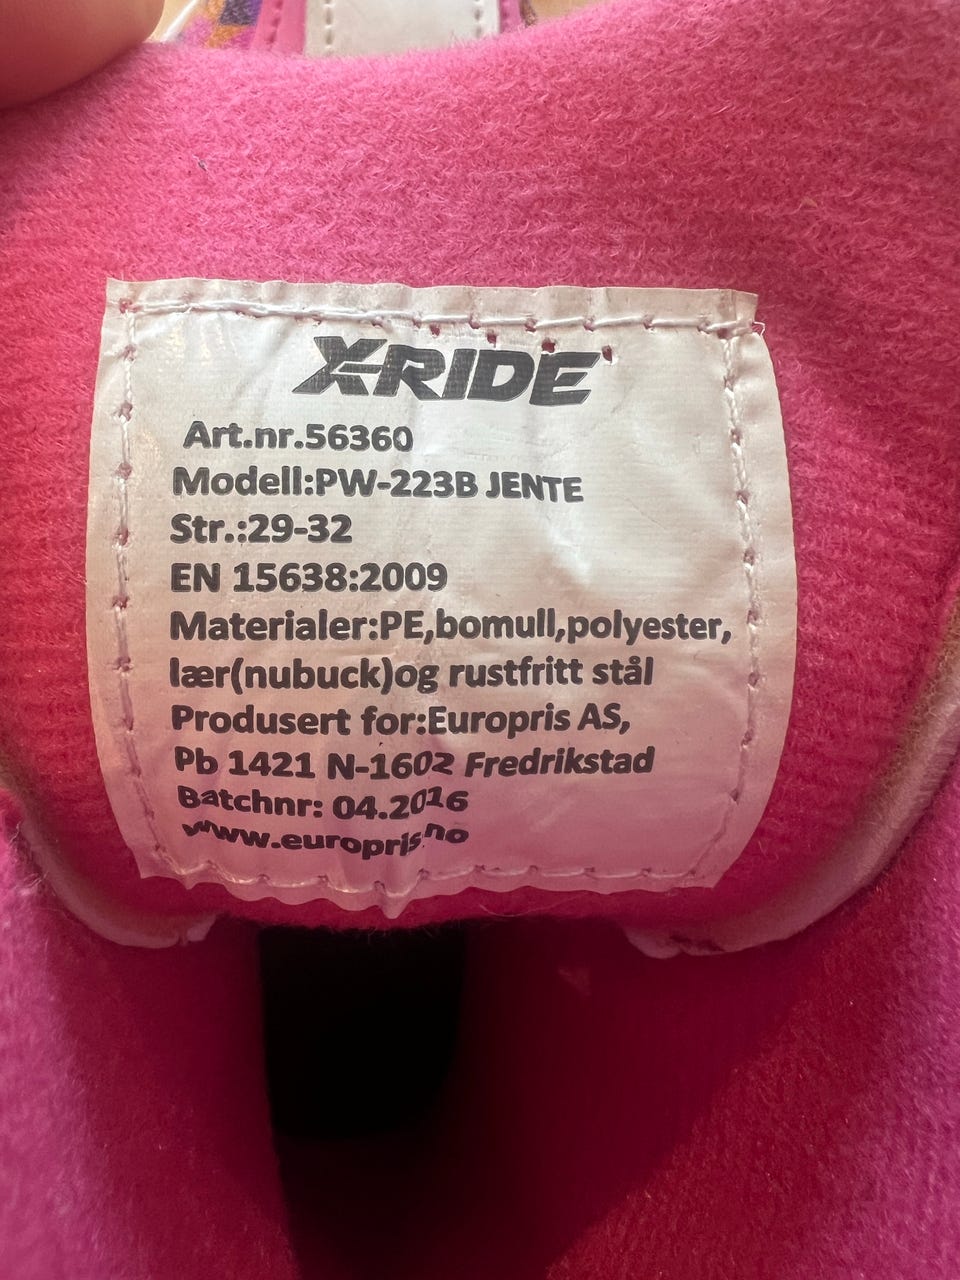 X-RIDE
Art.nr.56360
Modell:PW-223B JENTE
Str.:29-32
EN 15638:2009
Materialer:PE,bomull,polyester,
lær(nubuck)og rustfritt stål
Produsert for:Europris AS,
Pb 1421 N-1602 Fredrikstad
Batchnr: 04.2016
www.europris.no